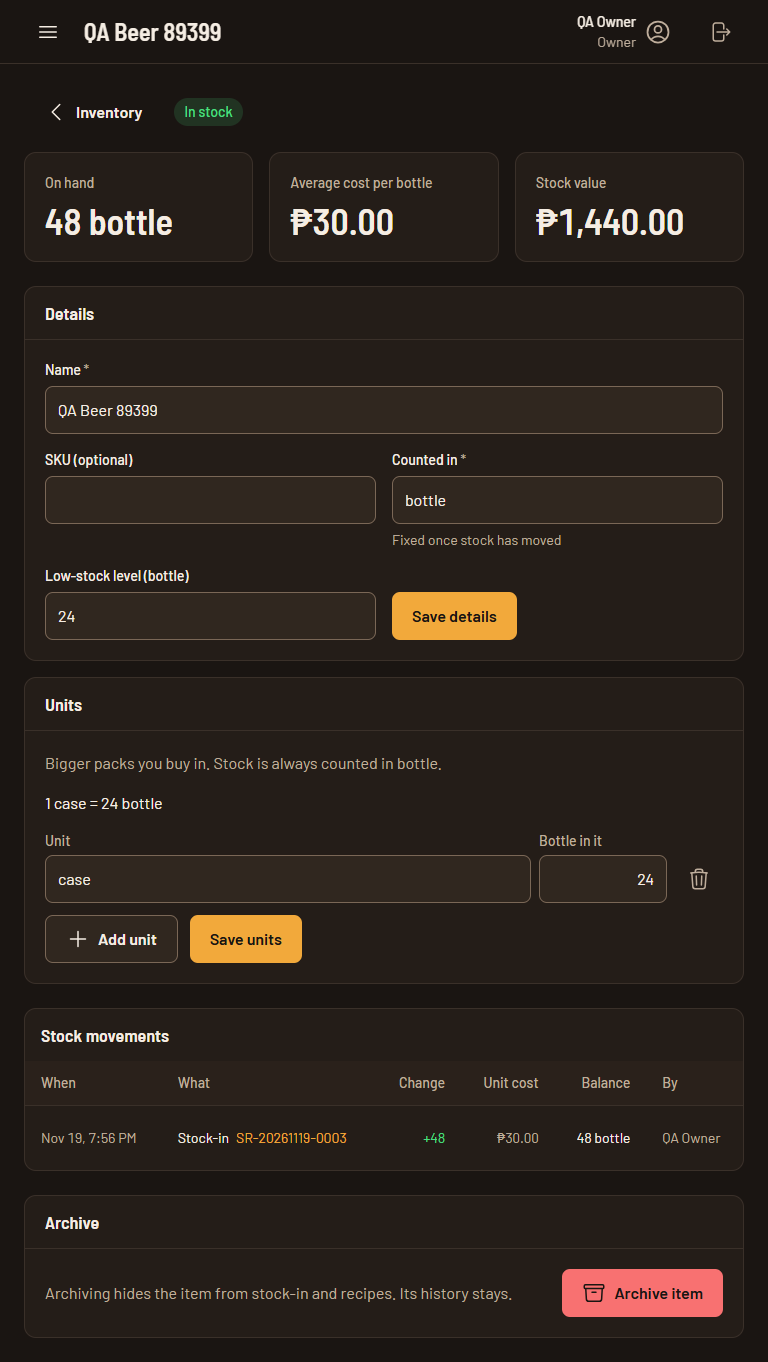 QA Beer 89399
QA Owner
Owner
Inventory
In stock
On hand
48 bottle
Average cost per bottle
₱30.00
Stock value
₱1,440.00
Details
Name *
QA Beer 89399
SKU (optional)
Counted in *
bottle
Fixed once stock has moved
Low-stock level (bottle)
24
Save details
Units
Bigger packs you buy in. Stock is always counted in bottle.
1 case = 24 bottle
Unit
Bottle in it
case
24
Add unit
Save units
Stock movements
When What Change Unit cost Balance By
Nov 19, 7:56 PM Stock-in SR-20261119-0003 +48 ₱30.00 48 bottle QA Owner
Archive
Archiving hides the item from stock-in and recipes. Its history stays.
Archive item